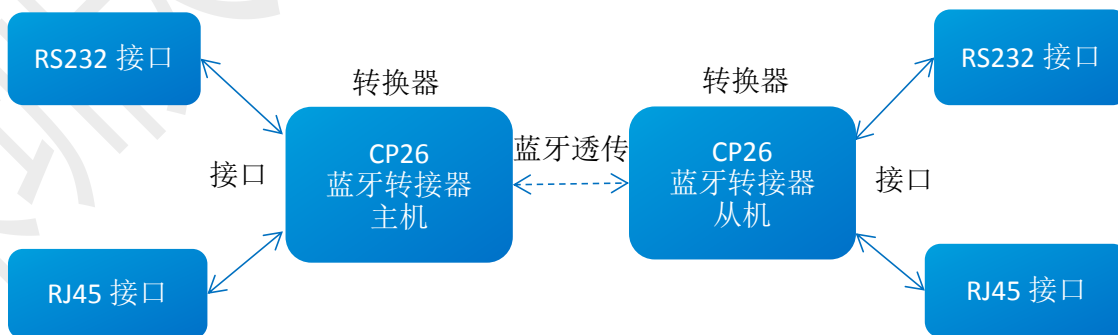 RS232 接口
RS232 接口
转换器
转换器
CP26
蓝牙转接器
主机
蓝牙透传
CP26
蓝牙转接器
从机
接口
接口
RJ45 接口
RJ45 接口